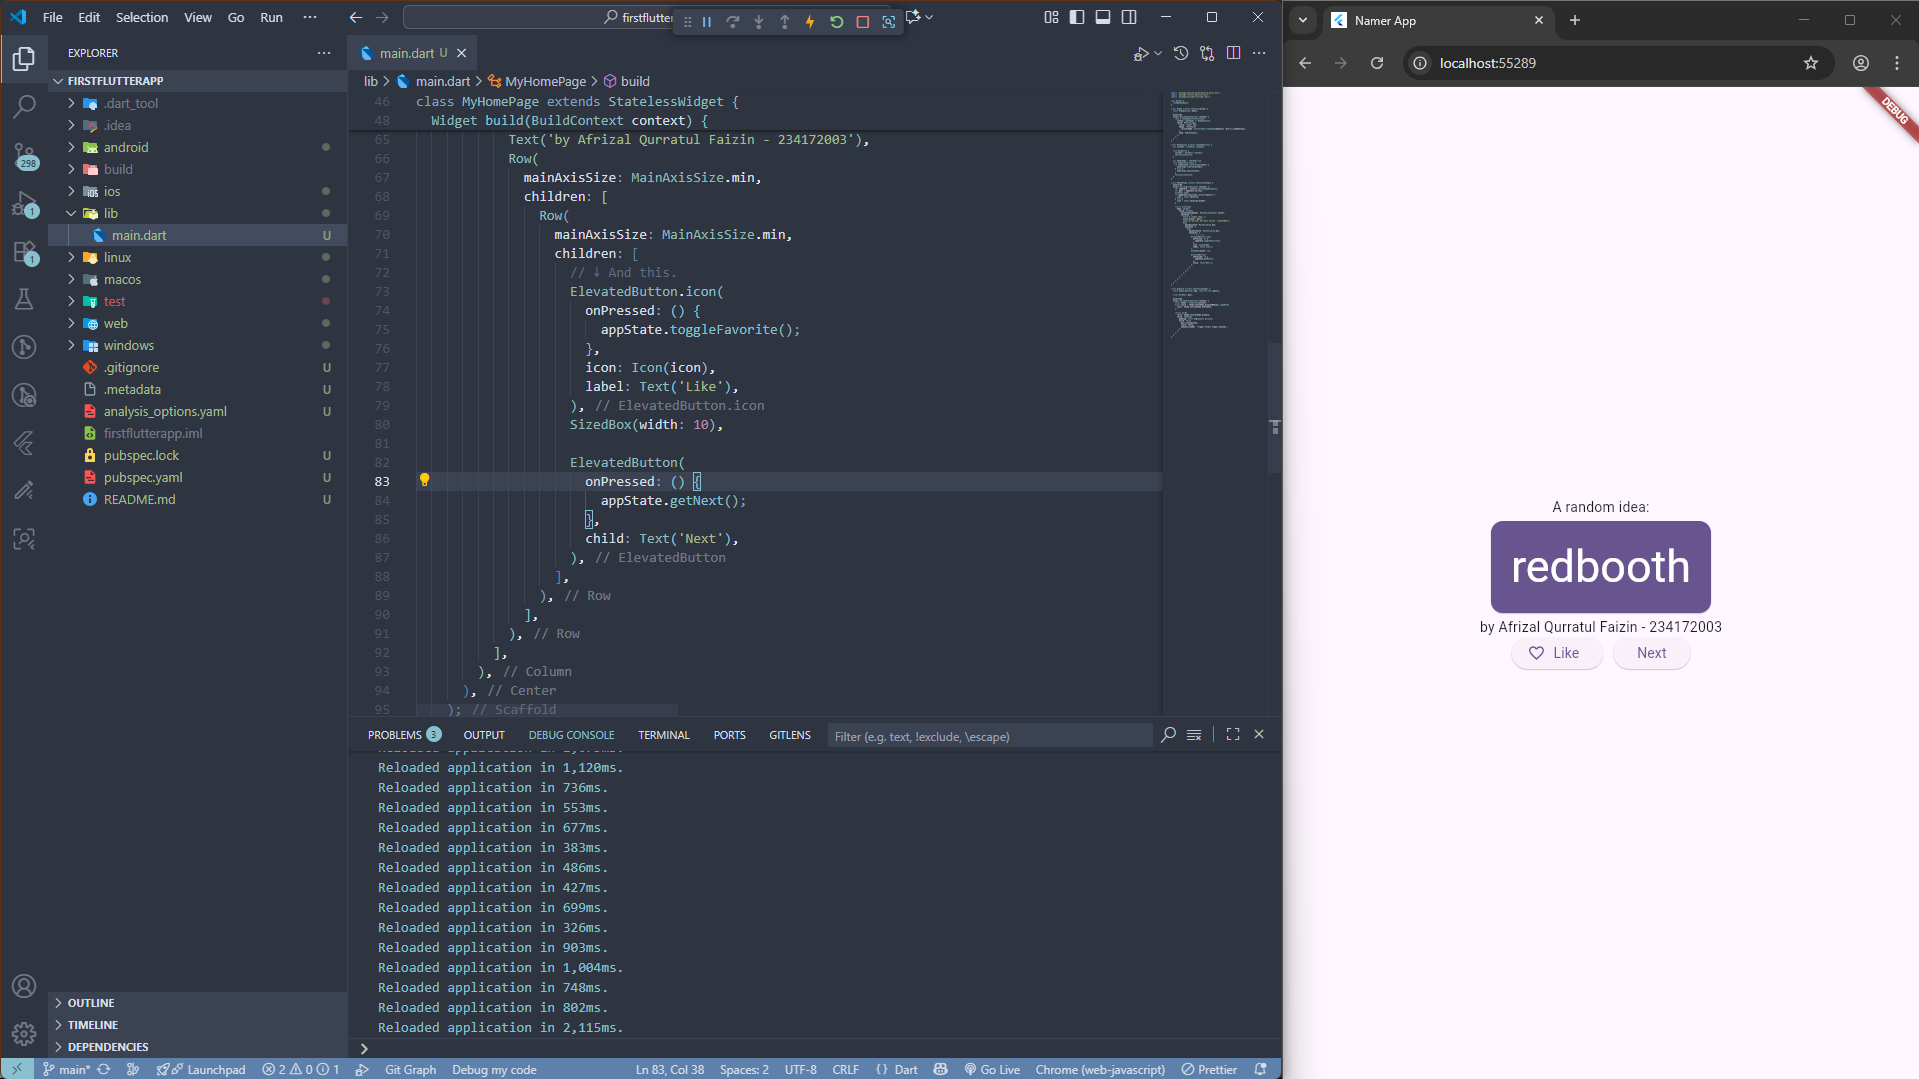 File Edit Selection View Go Run ···
firstflutter
EXPLORER
FIRSTFLUTTERAPP
.dart_tool
.idea
android
build
ios
lib
main.dart U
linux
macos
test
web
windows
.gitignore U
.metadata U
analysis_options.yaml U
firstflutterapp.iml
pubspec.lock U
pubspec.yaml U
README.md U
298
1
1
OUTLINE
TIMELINE
DEPENDENCIES
main.dart U
lib > main.dart > MyHomePage > build
46 class MyHomePage extends StatelessWidget {
48 Widget build(BuildContext context) {
65 Text('by Afrizal Qurratul Faizin - 234172003'),
66 Row(
67 mainAxisSize: MainAxisSize.min,
68 children: [
69 Row(
70 mainAxisSize: MainAxisSize.min,
71 children: [
72 // ↓ And this.
73 ElevatedButton.icon(
74 onPressed: () {
75 appState.toggleFavorite();
76 },
77 icon: Icon(icon),
78 label: Text('Like'),
79 ), // ElevatedButton.icon
80 SizedBox(width: 10),
81
82 ElevatedButton(
83 onPressed: () {
84 appState.getNext();
85 },
86 child: Text('Next'),
87 ), // ElevatedButton
88 ],
89 ), // Row
90 ],
91 ), // Row
92 ],
93 ), // Column
94 ), // Center
95 ); // Scaffold
PROBLEMS 3 OUTPUT DEBUG CONSOLE TERMINAL PORTS GITLENS Filter (e.g. text, !exclude, \escape)
Reloaded application in 1,120ms.
Reloaded application in 736ms.
Reloaded application in 553ms.
Reloaded application in 677ms.
Reloaded application in 383ms.
Reloaded application in 486ms.
Reloaded application in 427ms.
Reloaded application in 699ms.
Reloaded application in 326ms.
Reloaded application in 903ms.
Reloaded application in 1,004ms.
Reloaded application in 748ms.
Reloaded application in 802ms.
Reloaded application in 2,115ms.
main* Launchpad 2 0 1 Git Graph Debug my code Ln 83, Col 38 Spaces: 2 UTF-8 CRLF {} Dart Go Live Chrome (web-javascript) Prettier
Namer App
localhost:55289
DEBUG
A random idea:
redbooth
by Afrizal Qurratul Faizin - 234172003
Like Next